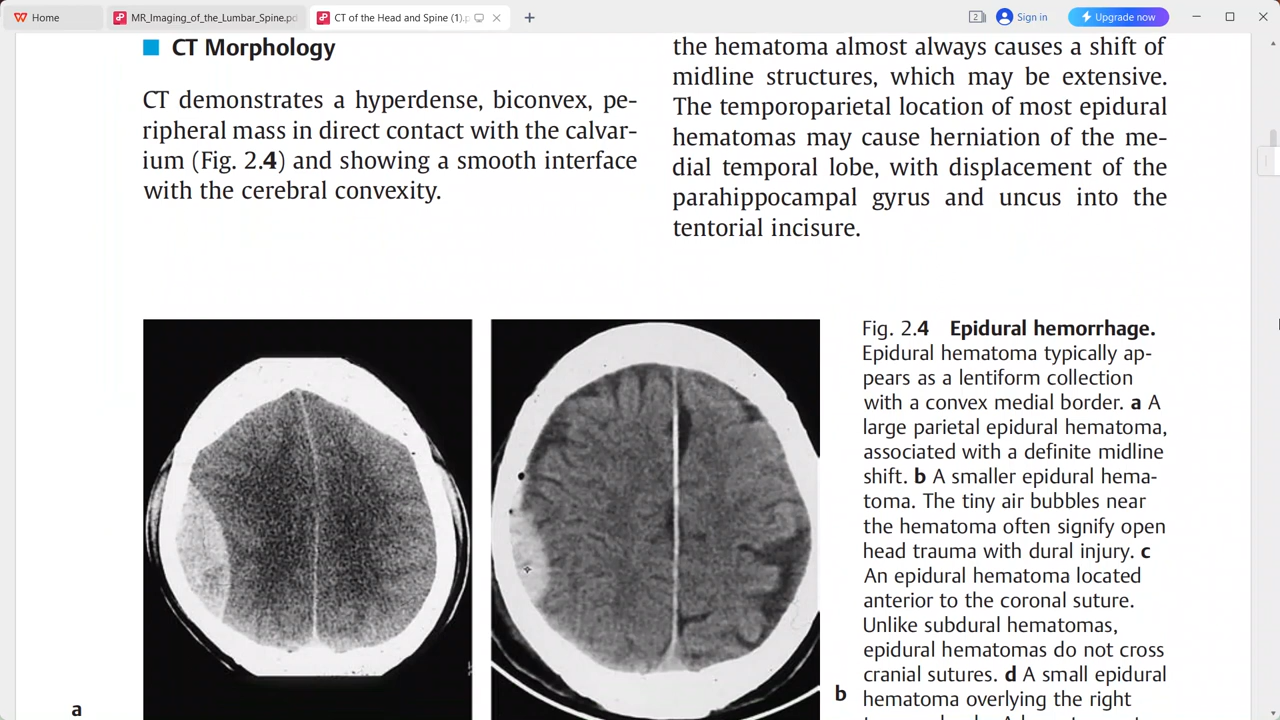 Home
MR_Imaging_of_the_Lumbar_Spine.pd
CT of the Head and Spine (1).p
2
Sign in
Upgrade now
CT Morphology
CT demonstrates a hyperdense, biconvex, pe-
ripheral mass in direct contact with the calvar-
ium (Fig. 2.4) and showing a smooth interface
with the cerebral convexity.
the hematoma almost always causes a shift of
midline structures, which may be extensive.
The temporoparietal location of most epidural
hematomas may cause herniation of the me-
dial temporal lobe, with displacement of the
parahippocampal gyrus and uncus into the
tentorial incisure.
a
b
Fig. 2.4 Epidural hemorrhage.
Epidural hematoma typically ap-
pears as a lentiform collection
with a convex medial border. a A
large parietal epidural hematoma,
associated with a definite midline
shift. b A smaller epidural hema-
toma. The tiny air bubbles near
the hematoma often signify open
head trauma with dural injury. c
An epidural hematoma located
anterior to the coronal suture.
Unlike subdural hematomas,
epidural hematomas do not cross
cranial sutures. d A small epidural
hematoma overlying the right